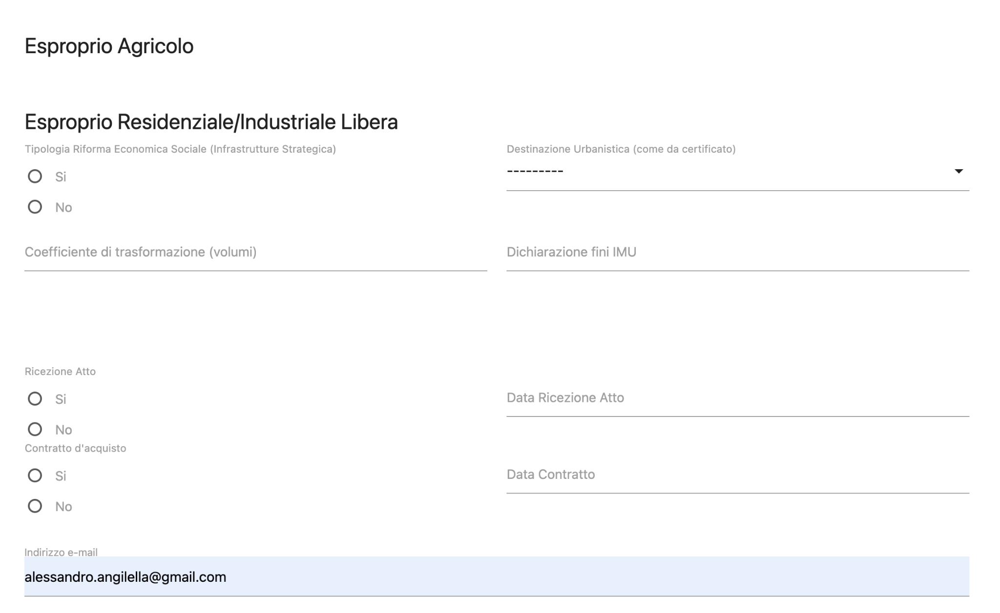 Esproprio Agricolo
Esproprio Residenziale/Industriale Libera
Tipologia Riforma Economica Sociale (Infrastrutture Strategica)
Si
No
Destinazione Urbanistica (come da certificato)
---------
Coefficiente di trasformazione (volumi)
Dichiarazione fini IMU
Ricezione Atto
Si
No
Data Ricezione Atto
Contratto d'acquisto
Si
No
Data Contratto
Indirizzo e-mail
alessandro.angilella@gmail.com